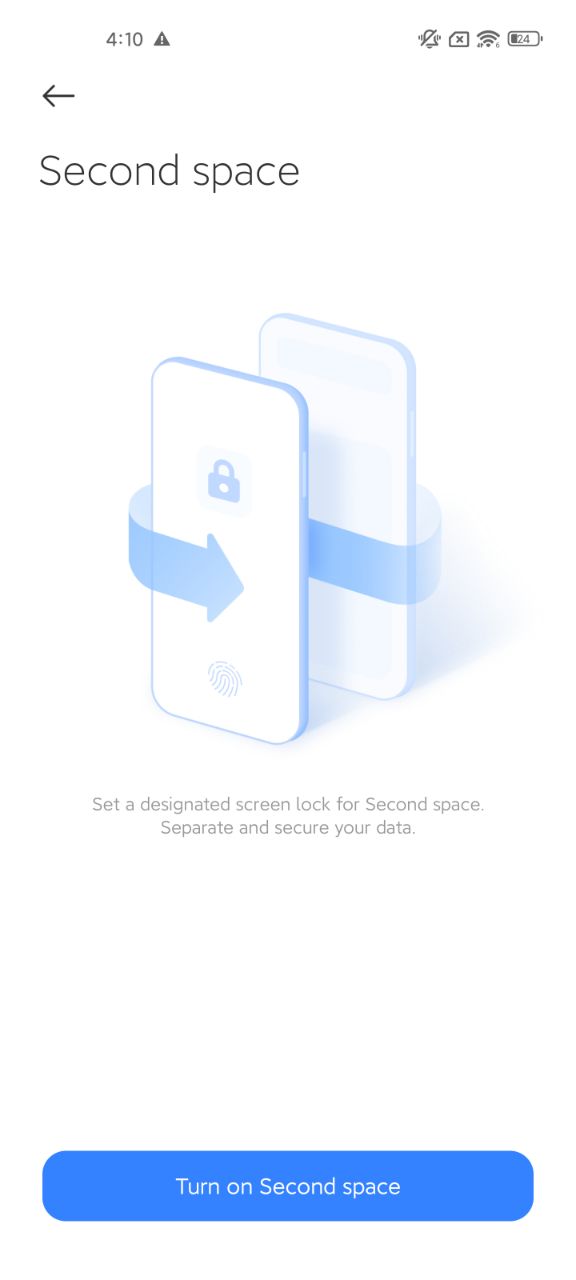 4:10
24
Second space
Set a designated screen lock for Second space.
Separate and secure your data.
Turn on Second space